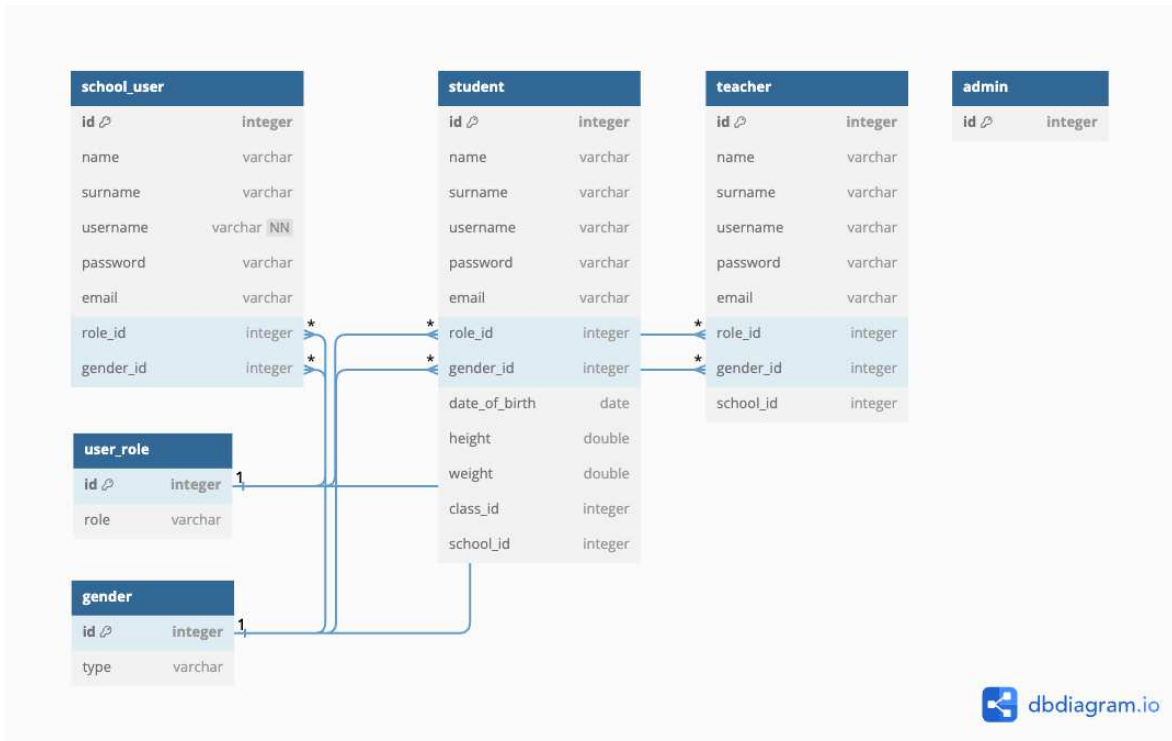 school_user
id integer
name varchar
surname varchar
username varchar NN
password varchar
email varchar
role_id integer *
gender_id integer *
user_role
id integer 1
role varchar
gender
id integer 1
type varchar
student
id integer
name varchar
surname varchar
username varchar
password varchar
email varchar
* role_id integer
* gender_id integer
date_of_birth date
height double
weight double
class_id integer
school_id integer
teacher
id integer
name varchar
surname varchar
username varchar
password varchar
email varchar
* role_id integer
* gender_id integer
school_id integer
admin
id integer
dbdiagram.io